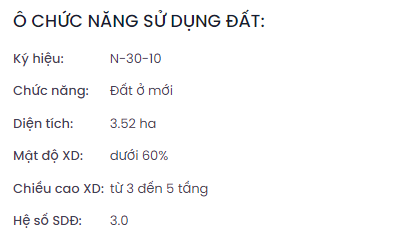 Ô CHỨC NĂNG SỬ DỤNG ĐẤT:
Ký hiệu: N-30-10
Chức năng: Đất ở mới
Diện tích: 3.52 ha
Mật độ XD: dưới 60%
Chiều cao XD: từ 3 đến 5 tầng
Hệ số SDĐ: 3.0